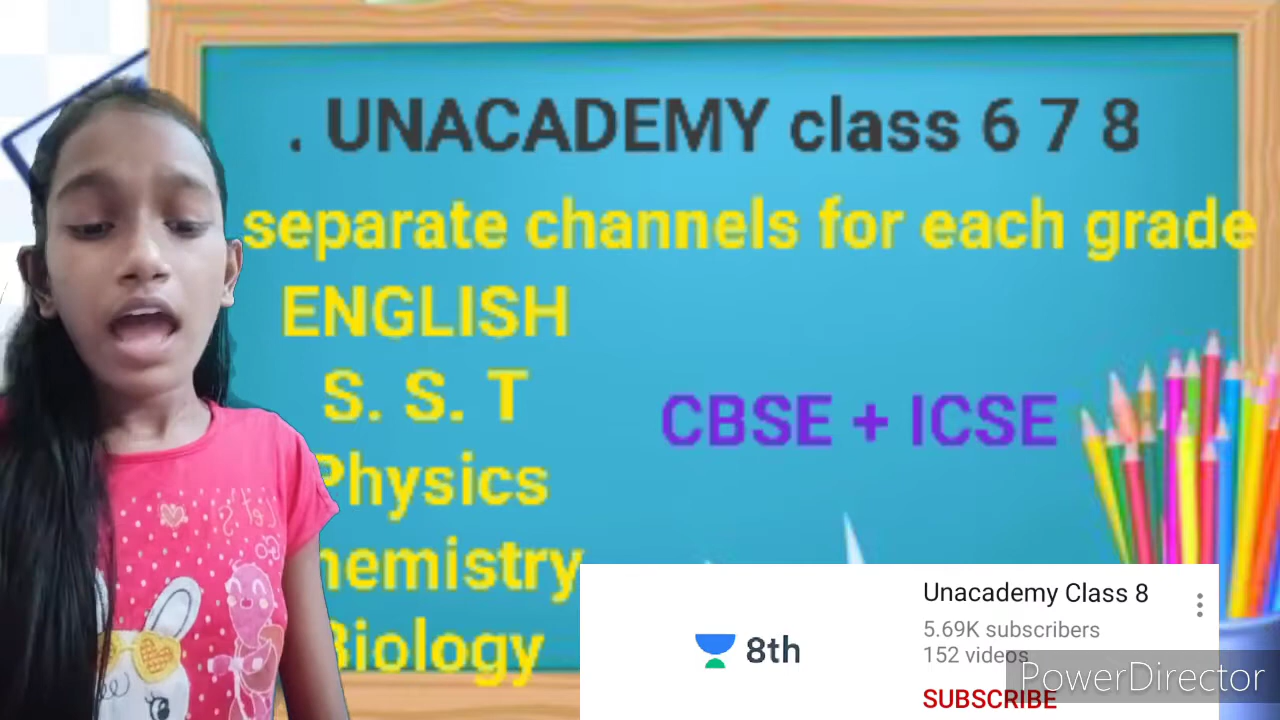 . UNACADEMY class 6 7 8
separate channels for each grade
ENGLISH
S. S. T
CBSE + ICSE
Physics
hemistry
Biology
Unacademy Class 8
5.69K subscribers
8th
152 videos
PowerDirector
SUBSCRIBE